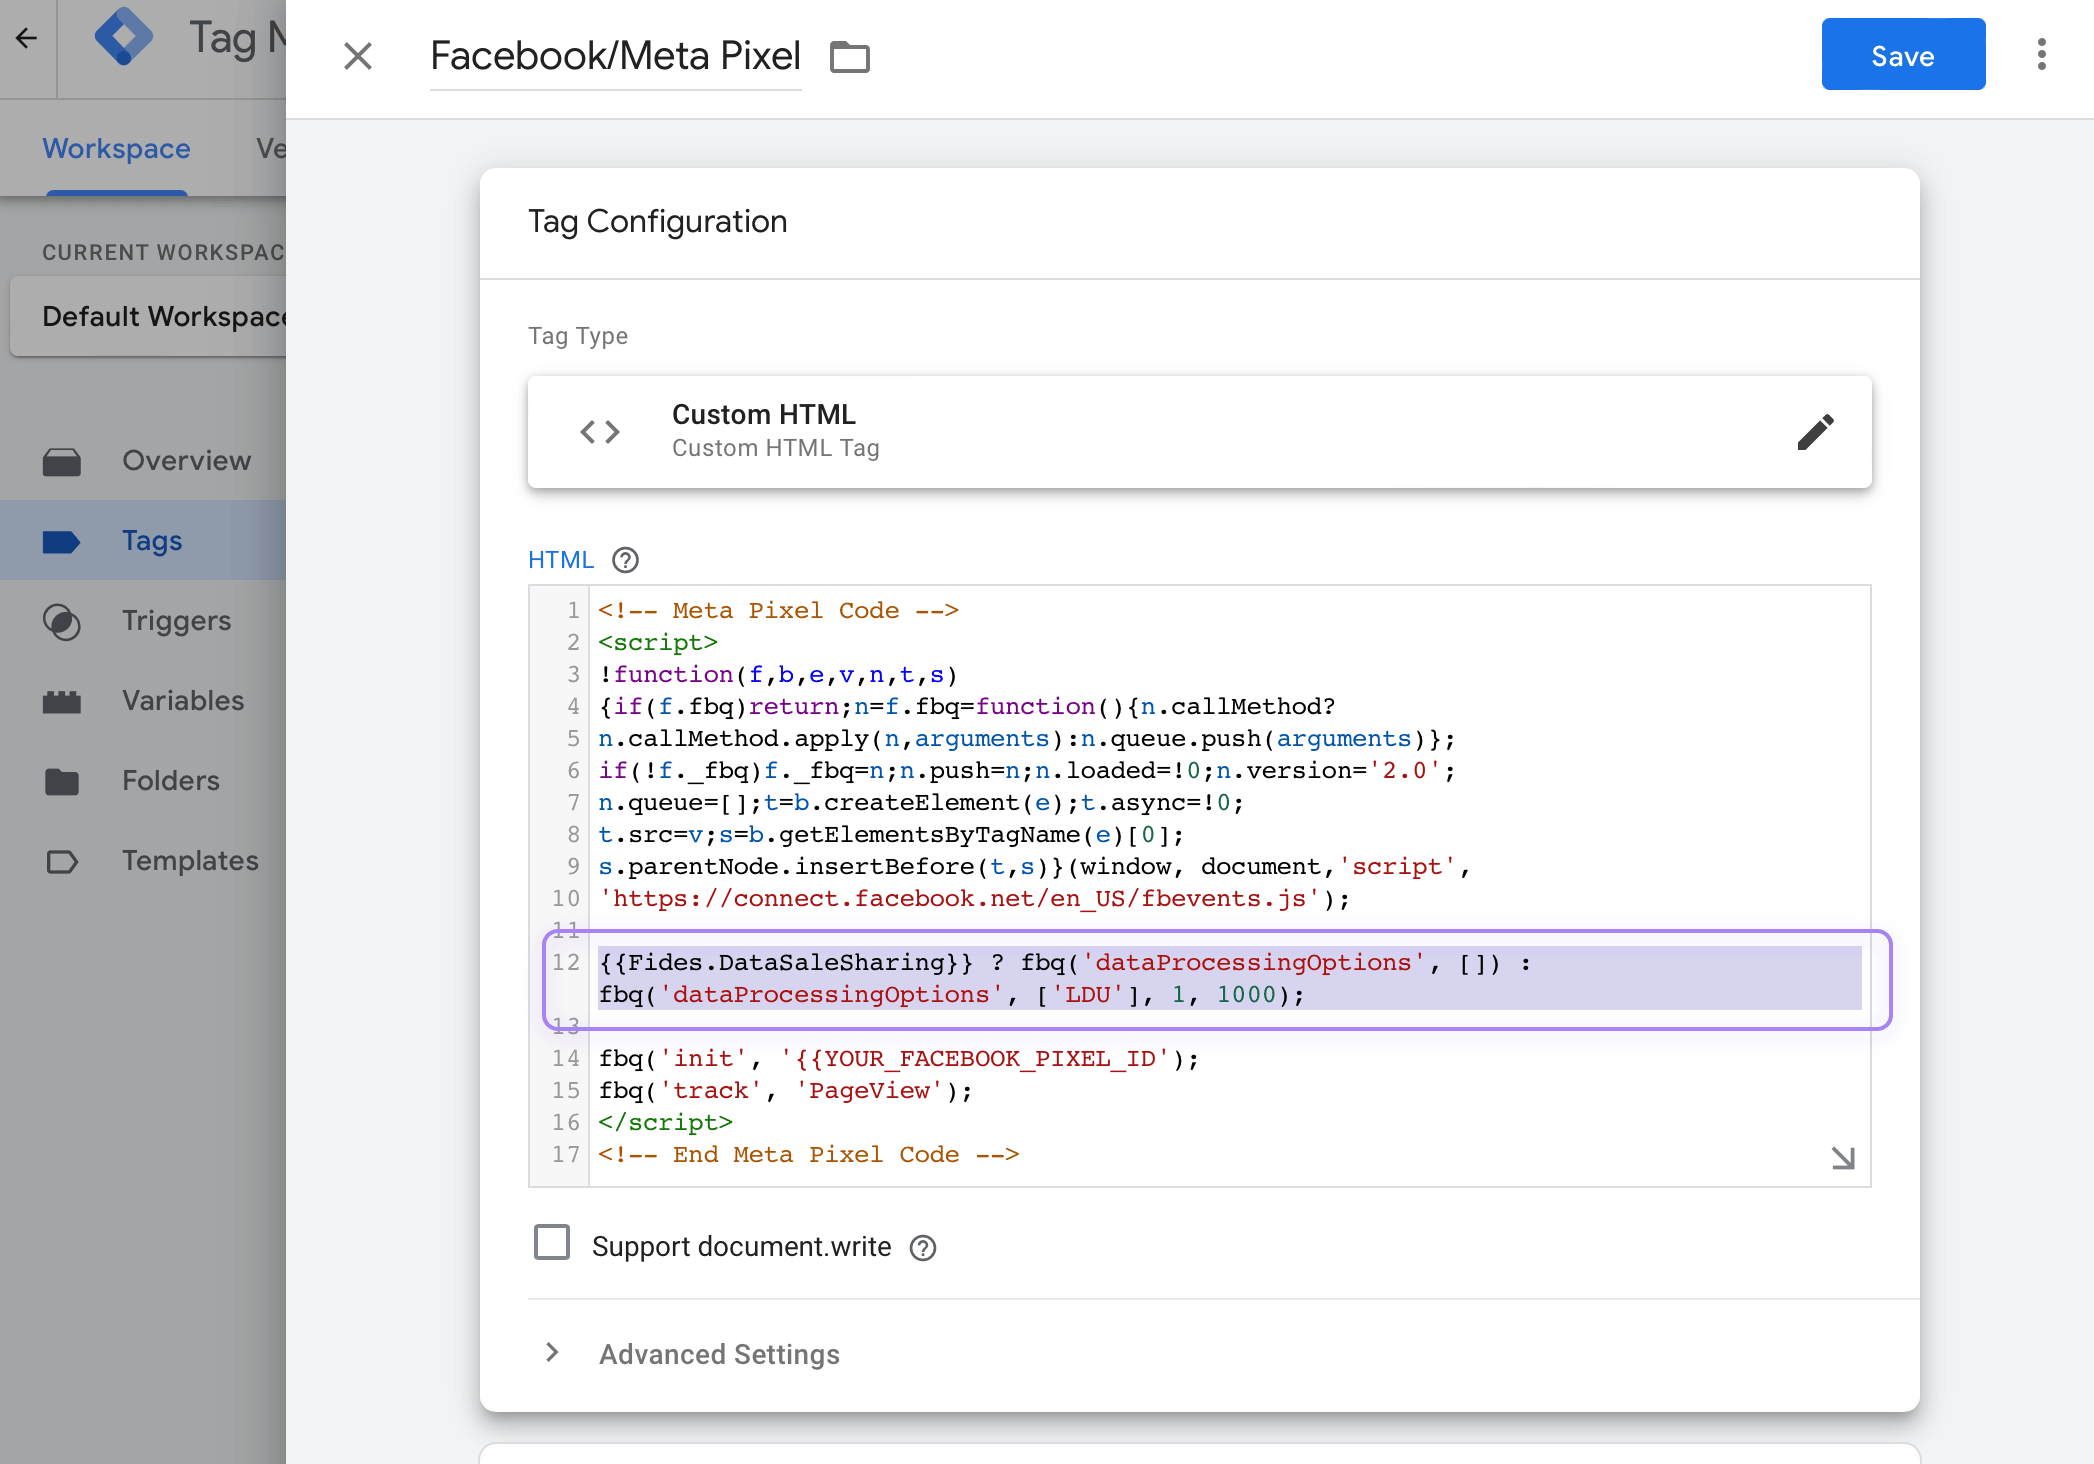 Tag M
Facebook/Meta Pixel
Save
Workspace
Ve
CURRENT WORKSPAC
Default Workspace
Overview
Tags
Triggers
Variables
Folders
Templates
Tag Configuration
Tag Type
Custom HTML
Custom HTML Tag
HTML
1 <!-- Meta Pixel Code -->
2 <script>
3 !function(f,b,e,v,n,t,s)
4 {if(f.fbq)return;n=f.fbq=function(){n.callMethod?
5 n.callMethod.apply(n,arguments):n.queue.push(arguments)};
6 if(!f._fbq)f._fbq=n;n.push=n;n.loaded=!0;n.version='2.0';
7 n.queue=[];t=b.createElement(e);t.async=!0;
8 t.src=v;s=b.getElementsByTagName(e)[0];
9 s.parentNode.insertBefore(t,s)}(window, document,'script',
10 'https://connect.facebook.net/en_US/fbevents.js');
11
12 {{Fides.DataSaleSharing}} ? fbq('dataProcessingOptions', []) :
fbq('dataProcessingOptions', ['LDU'], 1, 1000);
13
14 fbq('init', '{{YOUR_FACEBOOK_PIXEL_ID');
15 fbq('track', 'PageView');
16 </script>
17 <!-- End Meta Pixel Code -->
Support document.write
Advanced Settings